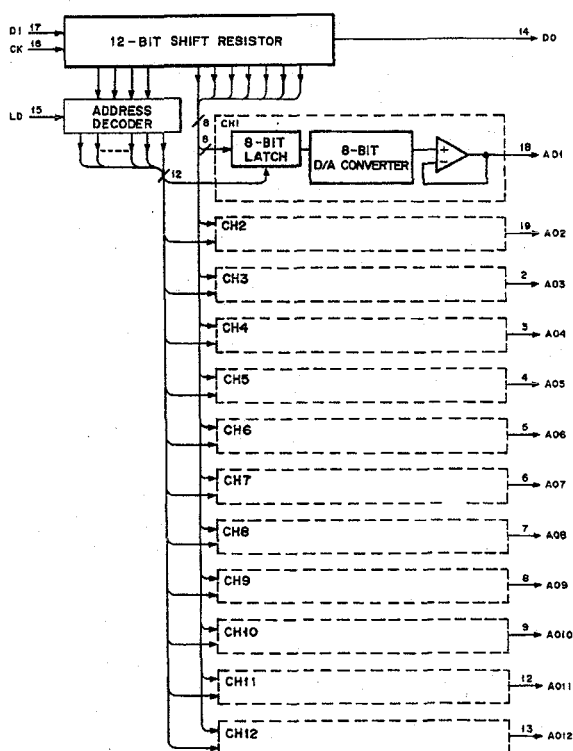 DI 17
CK 16
12-BIT SHIFT RESISTOR
14 DO
LD 15
ADDRESS
DECODER
8
8
12
CH1
8-BIT
LATCH
8-BIT
D/A CONVERTER
+
−
18 AO1
CH2
19 AO2
CH3
2 AO3
CH4
3 AO4
CH5
4 AO5
CH6
5 AO6
CH7
6 AO7
CH8
7 AO8
CH9
8 AO9
CH10
9 AO10
CH11
12 AO11
CH12
13 AO12